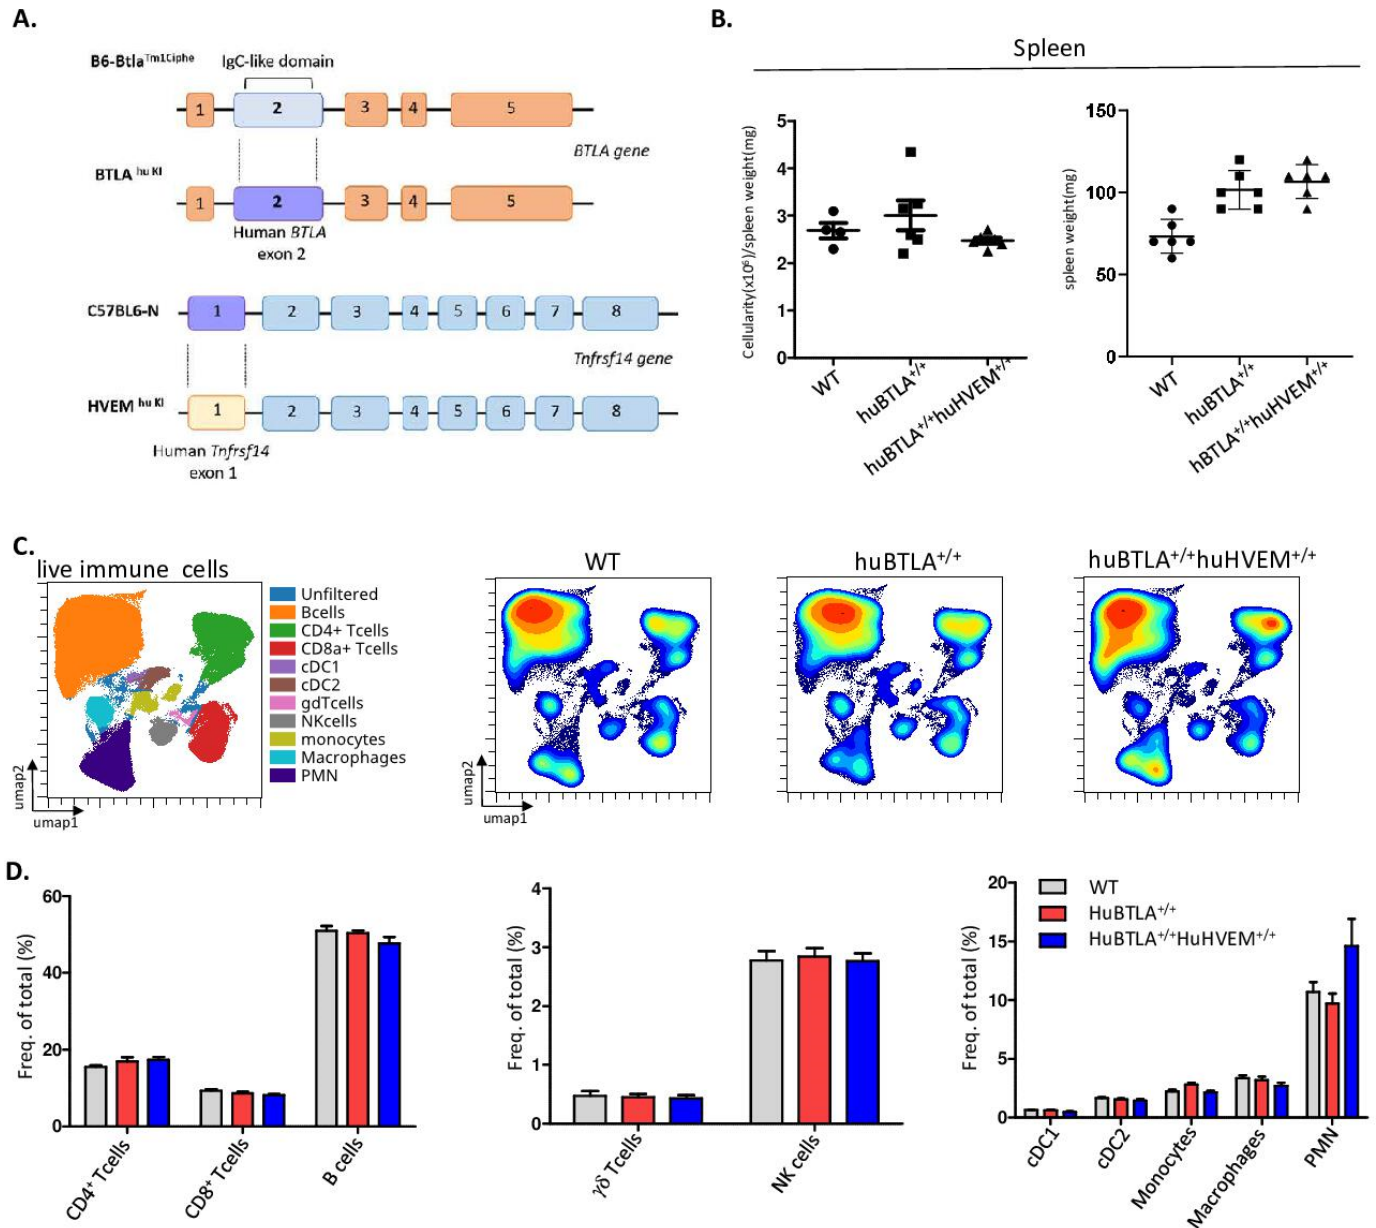 A.
B6-Btla^Tm1Ciphe
IgC-like domain
1 2 3 4 5
BTLA gene
BTLA ^hu KI
1 2 3 4 5
Human BTLA
exon 2
C57BL6-N
1 2 3 4 5 6 7 8
Tnfrsf14 gene
HVEM ^hu KI
1 2 3 4 5 6 7 8
Human Tnfrsf14
exon 1
B.
Spleen
Cellularity(x10⁶)/spleen weight(mg)
5
4
3
2
1
0
WT
huBTLA⁺/⁺
huBTLA⁺/⁺huHVEM⁺/⁺
spleen weight(mg)
150
100
50
0
WT
huBTLA⁺/⁺
hBTLA⁺/⁺huHVEM⁺/⁺
C.
live immune cells
Unfiltered
Bcells
CD4+ Tcells
CD8a+ Tcells
cDC1
cDC2
gdTcells
NKcells
monocytes
Macrophages
PMN
umap2
umap1
WT
huBTLA⁺/⁺
huBTLA⁺/⁺huHVEM⁺/⁺
umap2
umap1
D.
Freq. of total (%)
60
40
20
0
CD4⁺ Tcells
CD8⁺ Tcells
B cells
Freq. of total (%)
4
3
2
1
0
γδ Tcells
NK cells
Freq. of total (%)
20
15
10
5
0
WT
HuBTLA⁺/⁺
HuBTLA⁺/⁺HuHVEM⁺/⁺
cDC1
cDC2
Monocytes
Macrophages
PMN